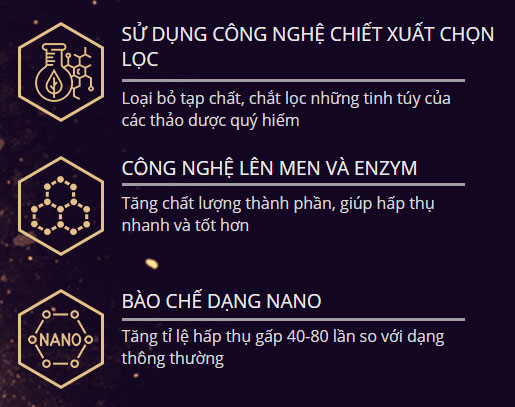 SỬ DỤNG CÔNG NGHỆ CHIẾT XUẤT CHỌN
LỌC
Loại bỏ tạp chất, chắt lọc những tinh túy của
các thảo dược quý hiếm
CÔNG NGHỆ LÊN MEN VÀ ENZYM
Tăng chất lượng thành phần, giúp hấp thụ
nhanh và tốt hơn
BÀO CHẾ DẠNG NANO
NANO
Tăng tỉ lệ hấp thụ gấp 40-80 lần so với dạng
thông thường